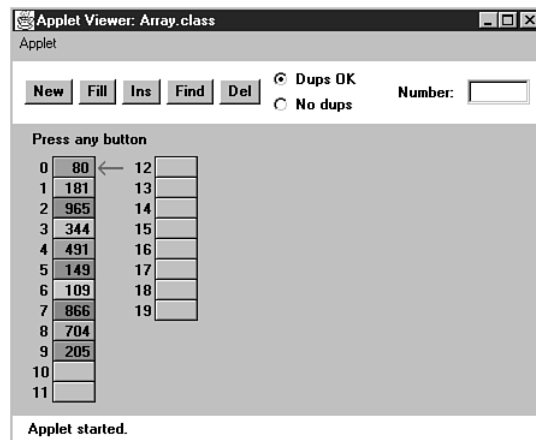 Applet Viewer: Array.class
Applet
New Fill Ins Find Del Dups OK No dups Number:
Press any button
0 80 12
1 181 13
2 965 14
3 344 15
4 491 16
5 149 17
6 109 18
7 866 19
8 704
9 205
10
11
Applet started.